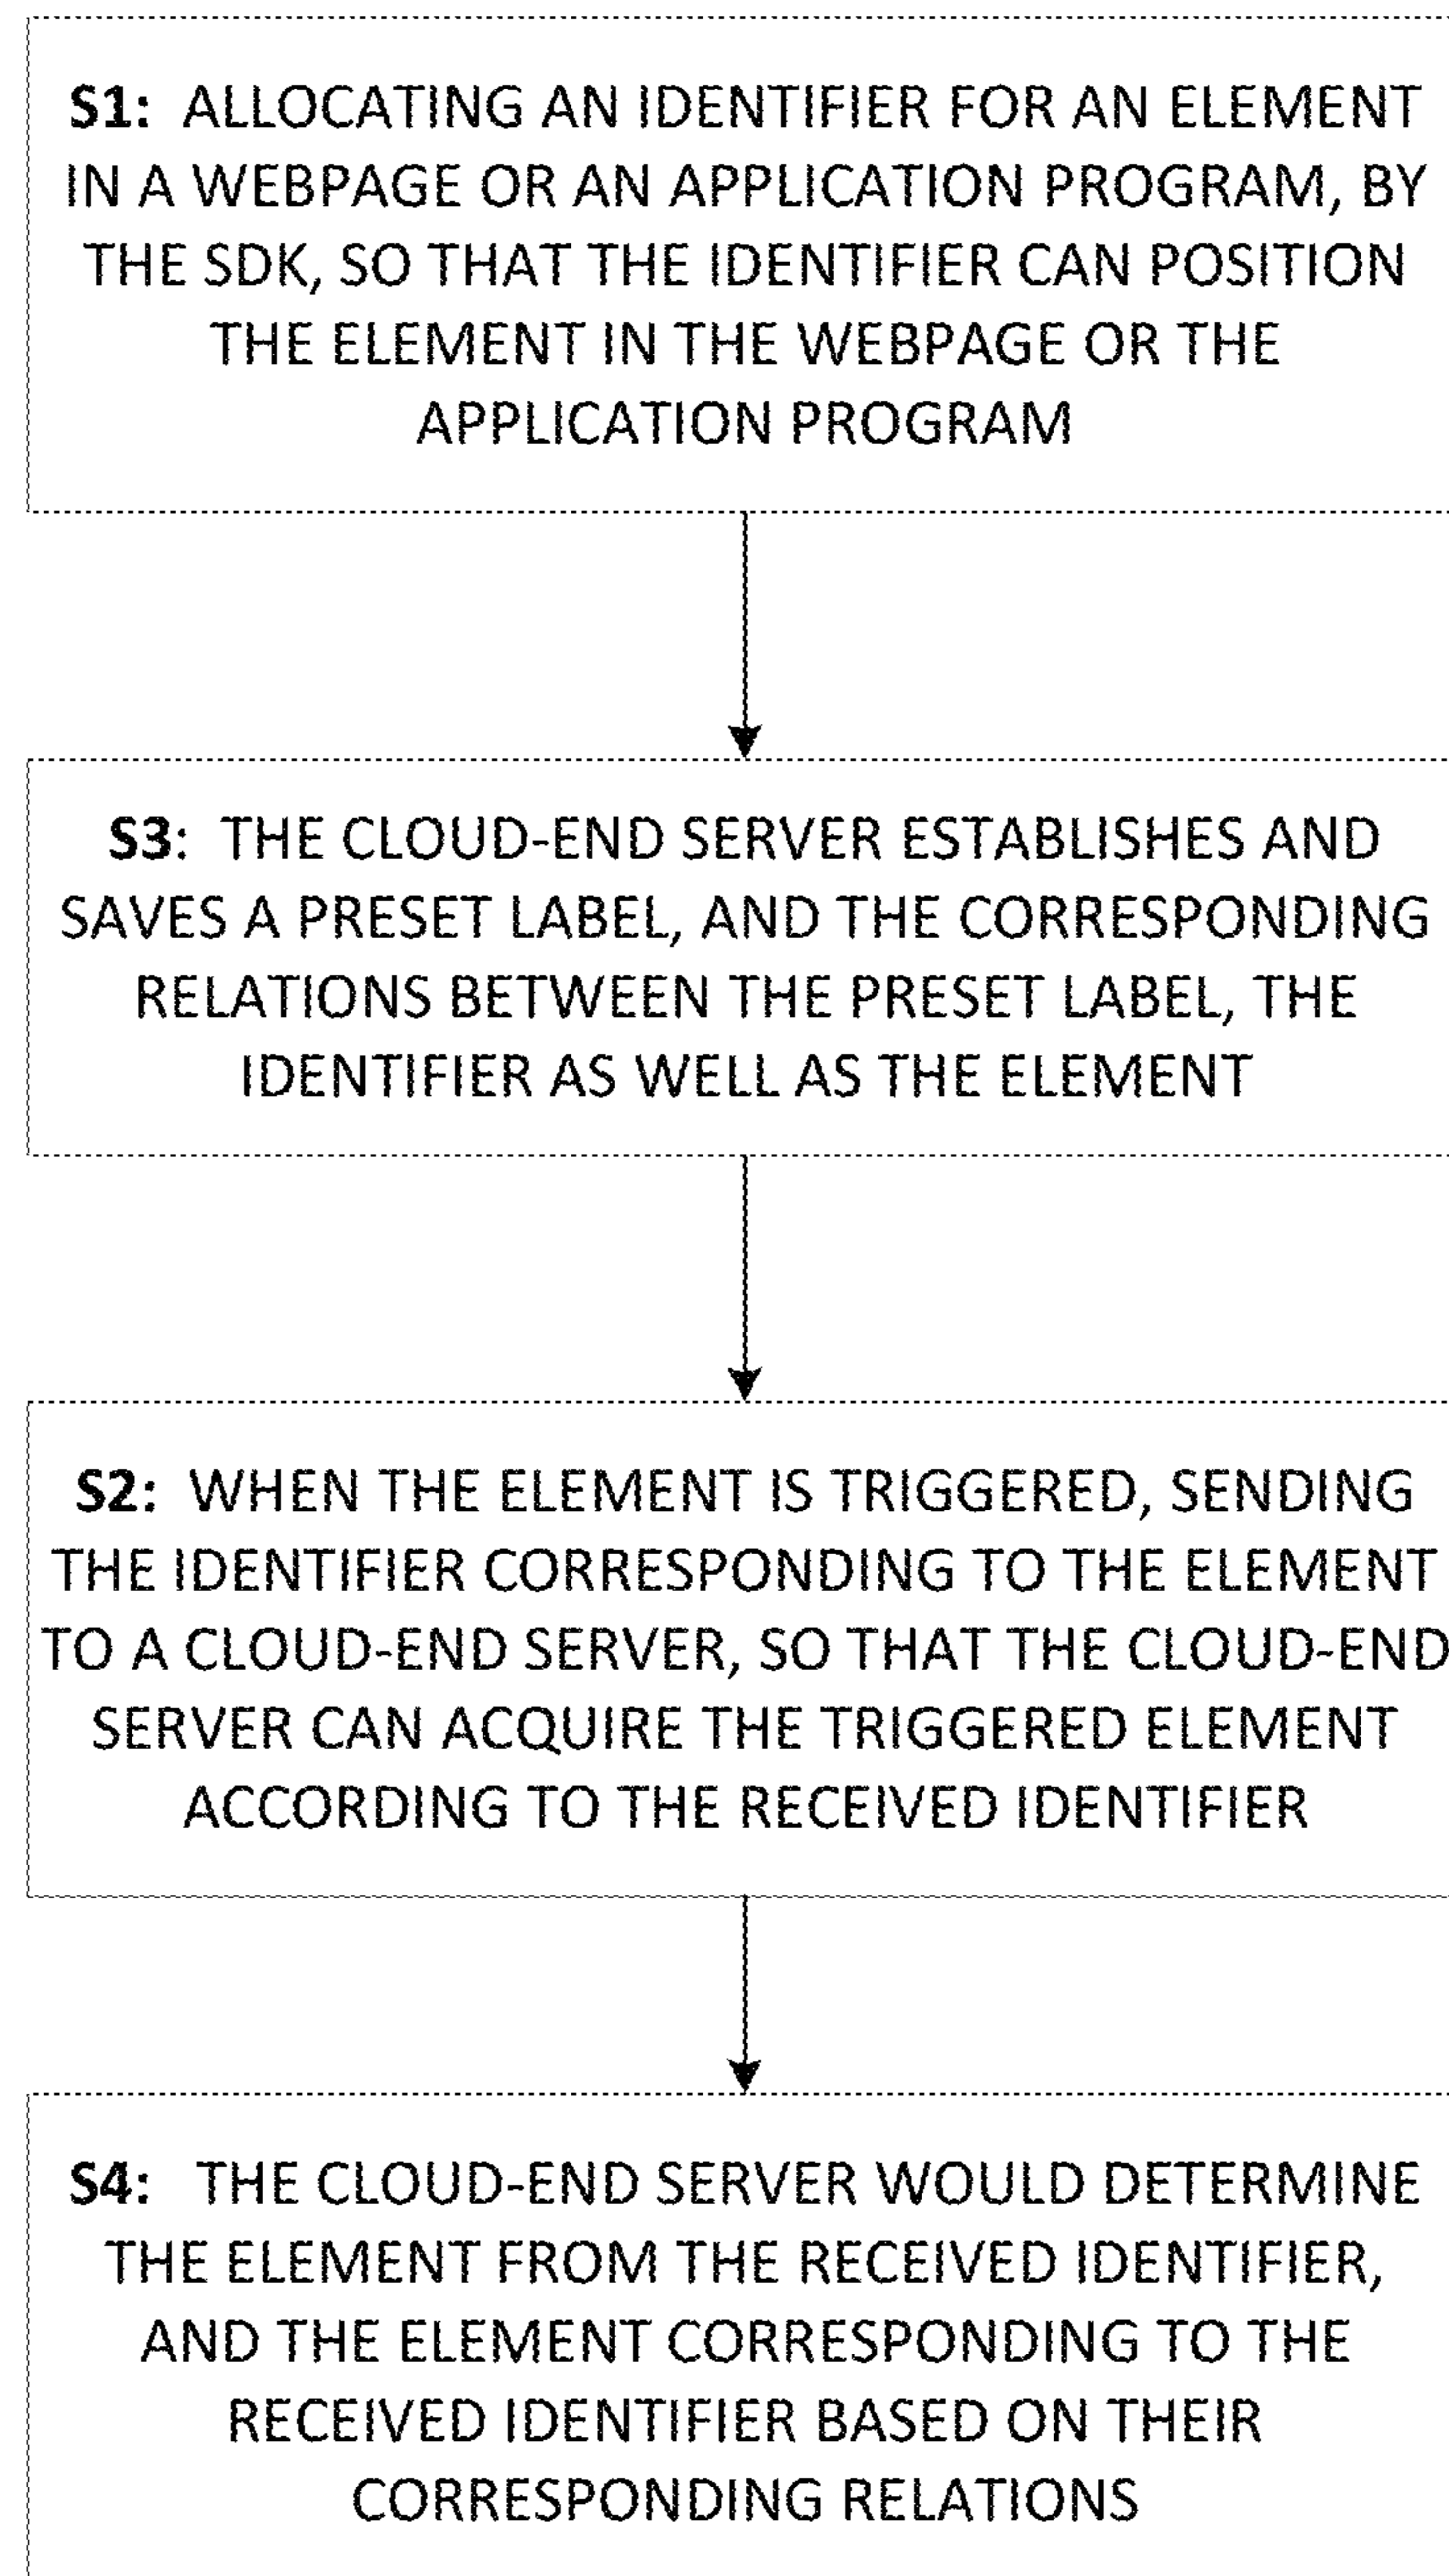 S1: ALLOCATING AN IDENTIFIER FOR AN ELEMENT
IN A WEBPAGE OR AN APPLICATION PROGRAM, BY
THE SDK, SO THAT THE IDENTIFIER CAN POSITION
THE ELEMENT IN THE WEBPAGE OR THE
APPLICATION PROGRAM
S3: THE CLOUD-END SERVER ESTABLISHES AND
SAVES A PRESET LABEL, AND THE CORRESPONDING
RELATIONS BETWEEN THE PRESET LABEL, THE
IDENTIFIER AS WELL AS THE ELEMENT
S2: WHEN THE ELEMENT IS TRIGGERED, SENDING
THE IDENTIFIER CORRESPONDING TO THE ELEMENT
TO A CLOUD-END SERVER, SO THAT THE CLOUD-END
SERVER CAN ACQUIRE THE TRIGGERED ELEMENT
ACCORDING TO THE RECEIVED IDENTIFIER
S4: THE CLOUD-END SERVER WOULD DETERMINE
THE ELEMENT FROM THE RECEIVED IDENTIFIER,
AND THE ELEMENT CORRESPONDING TO THE
RECEIVED IDENTIFIER BASED ON THEIR
CORRESPONDING RELATIONS